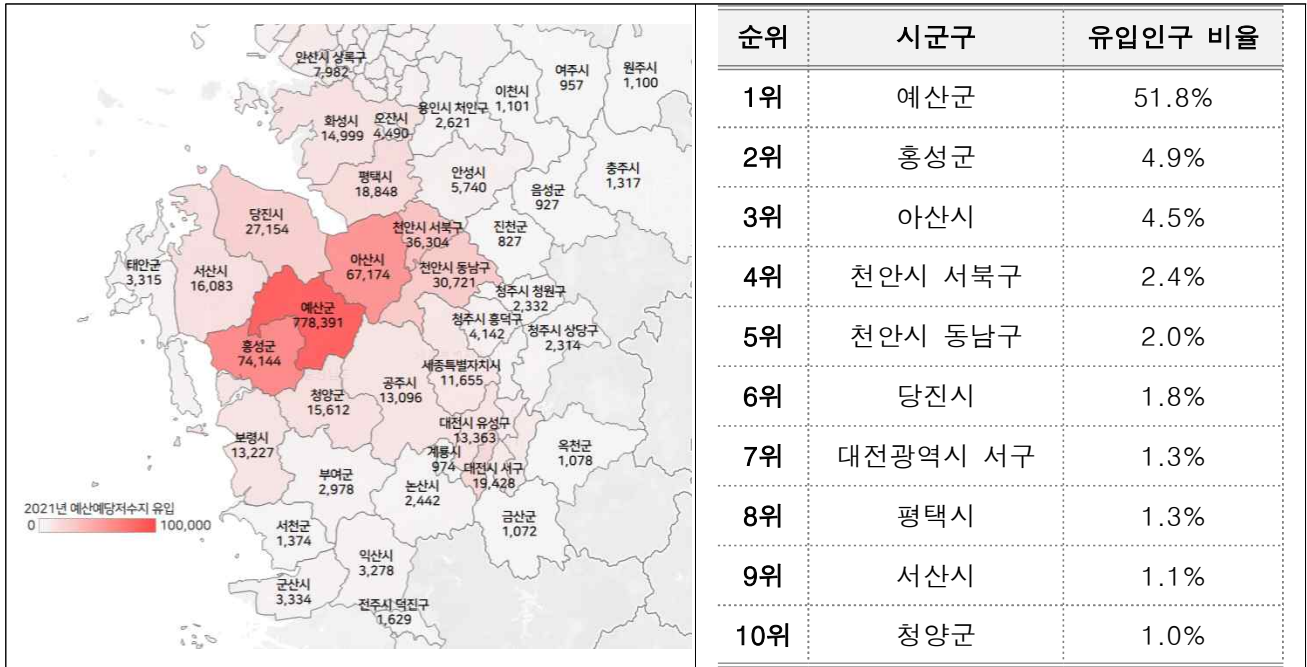 안산시 상록구
7,982
여주시
957
원주시
1,100
이천시
1,101
용인시 처인구
2,621
화성시
14,999
오산시
4,490
평택시
18,848
안성시
5,740
충주시
1,317
음성군
927
당진시
27,154
천안시 서북구
36,304
진천군
827
태안군
3,315
서산시
16,083
아산시
67,174
천안시 동남구
30,721
예산군
778,391
청주시 청원구
2,332
청주시 흥덕구
4,142
청주시 상당구
2,314
홍성군
74,144
세종특별자치시
11,655
공주시
13,096
청양군
15,612
보령시
13,227
대전시 유성구
13,363
계룡시
974
대전시 서구
19,428
옥천군
1,078
부여군
2,978
논산시
2,442
금산군
1,072
2021년 예산예당저수지 유입
0 100,000
서천군
1,374
익산시
3,278
군산시
3,334
전주시 덕진구
1,629
순위 시군구 유입인구 비율
1위 예산군 51.8%
2위 홍성군 4.9%
3위 아산시 4.5%
4위 천안시 서북구 2.4%
5위 천안시 동남구 2.0%
6위 당진시 1.8%
7위 대전광역시 서구 1.3%
8위 평택시 1.3%
9위 서산시 1.1%
10위 청양군 1.0%